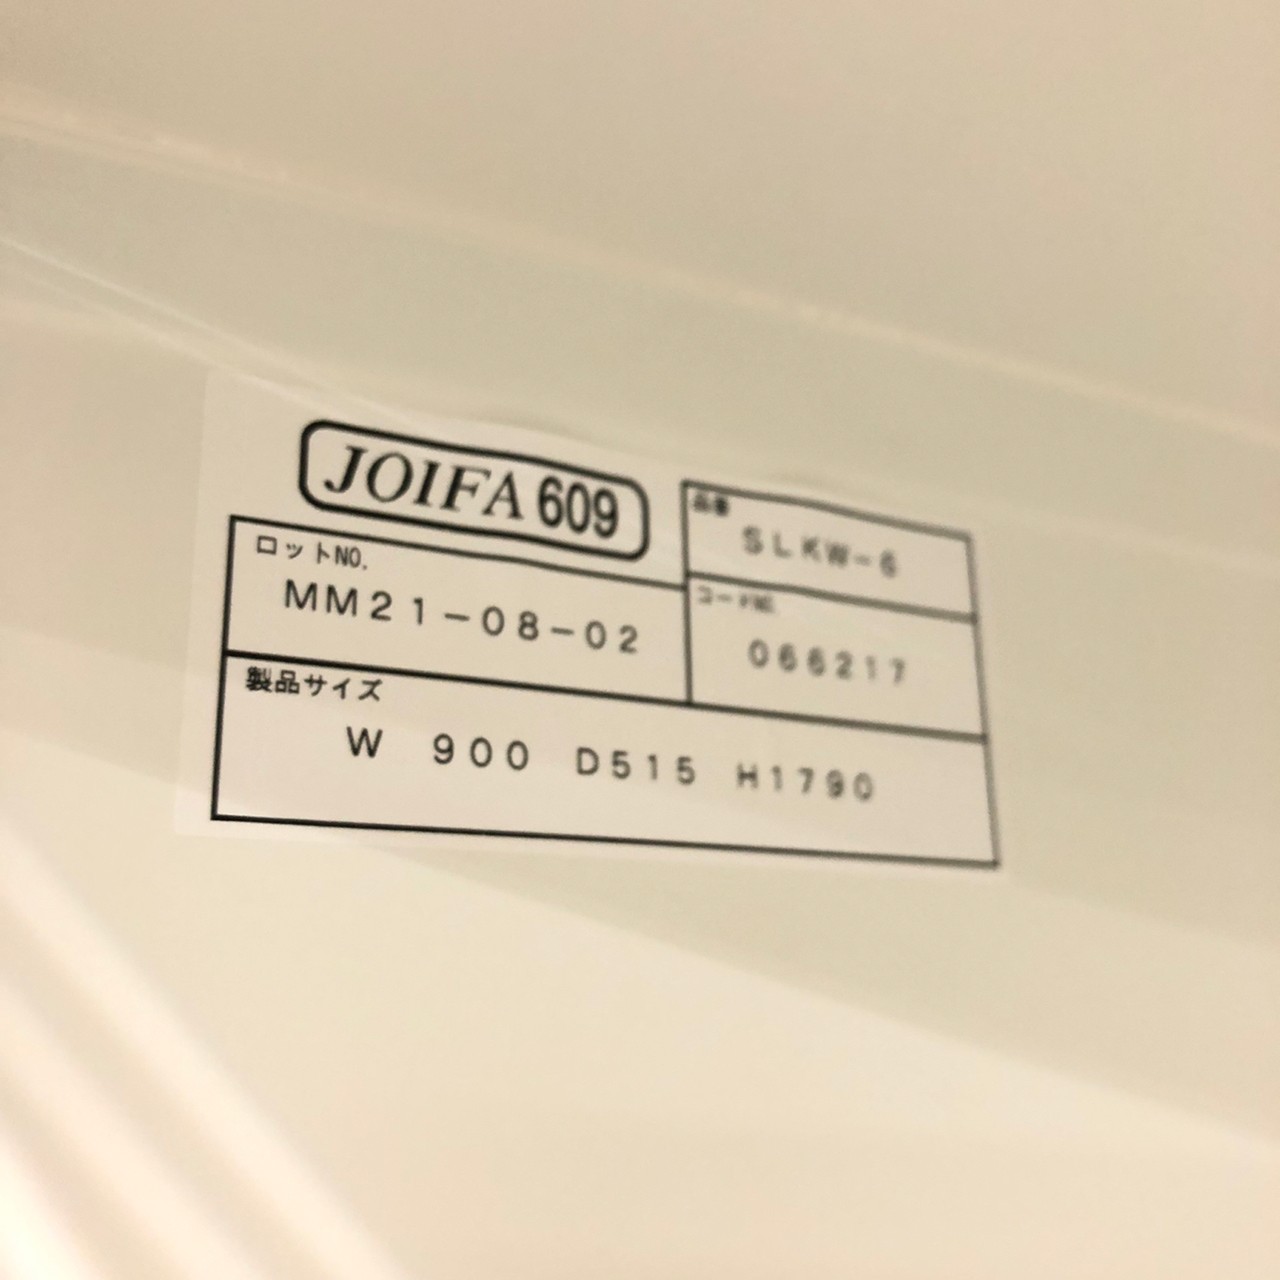 JOIFA 609
品番
SLKW-6
ロットNO.
MM21-08-02
コードNO.
066217
製品サイズ
W 900 D515 H1790